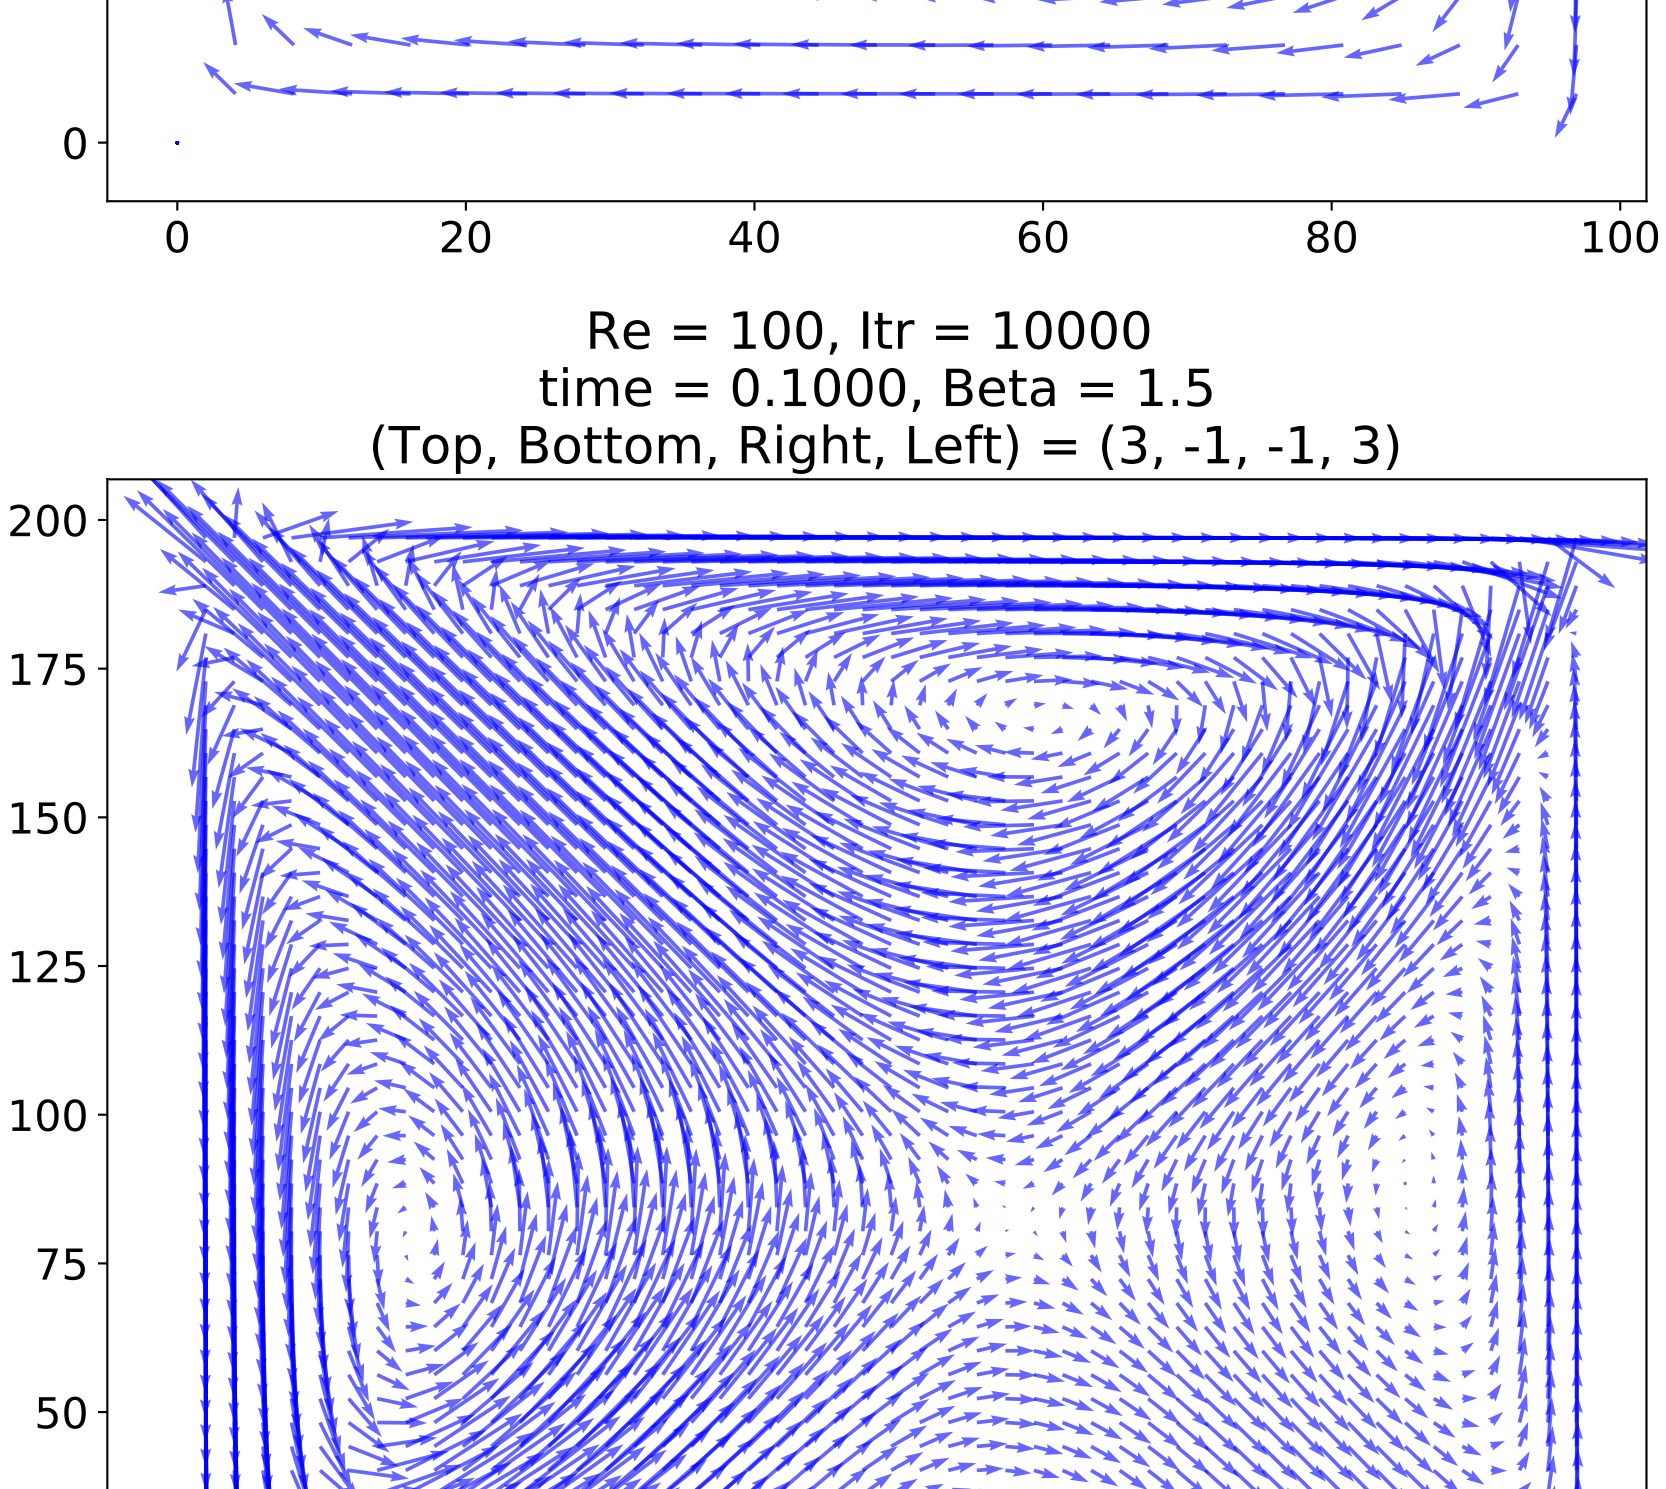 0
0 20 40 60 80 100
Re = 100, Itr = 10000
time = 0.1000, Beta = 1.5
(Top, Bottom, Right, Left) = (3, -1, -1, 3)
200
175
150
125
100
75
50